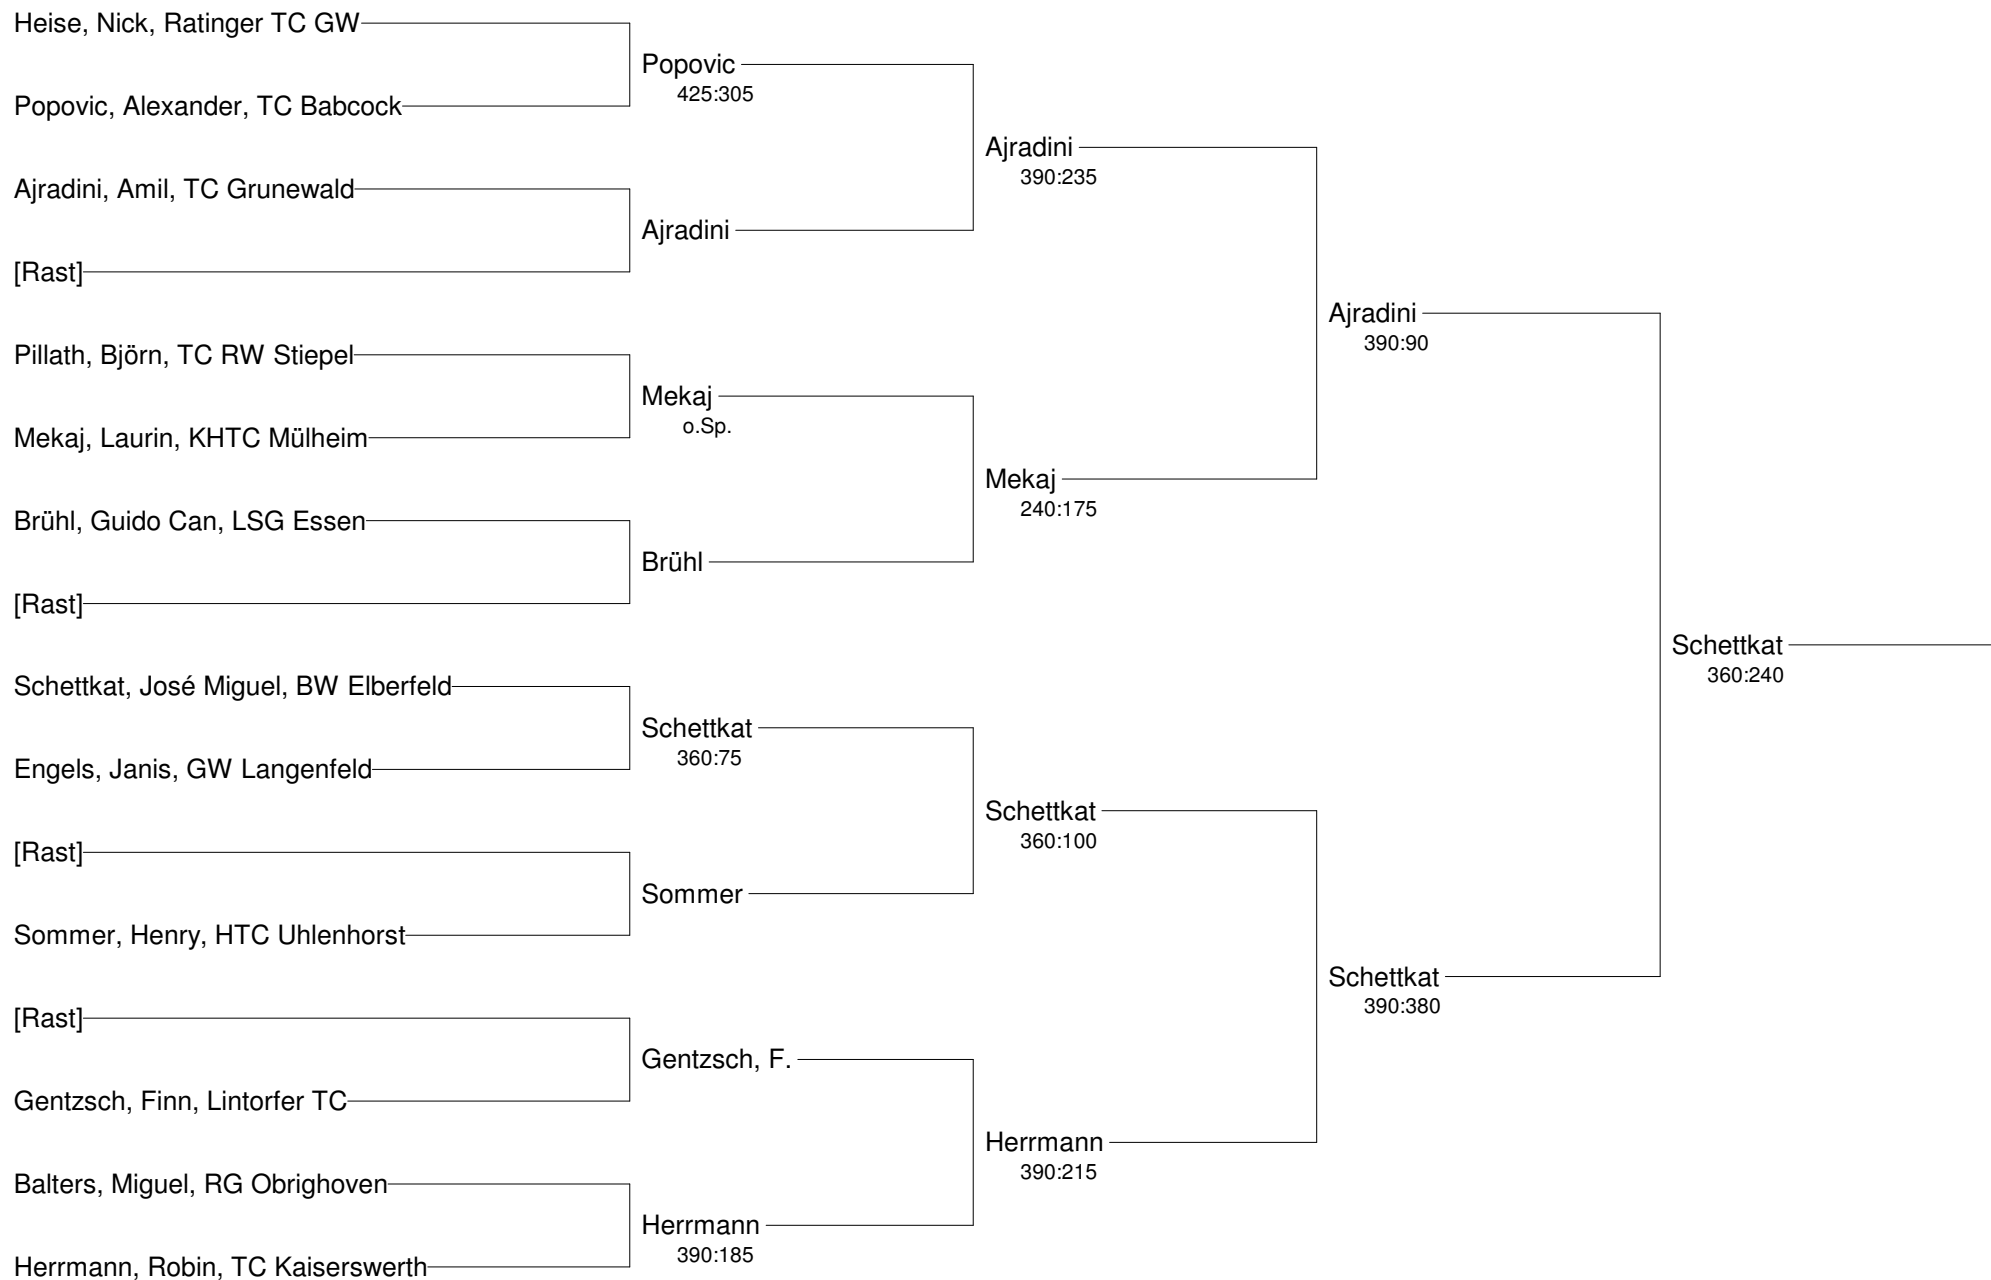 Heise, Nick, Ratinger TC GW
Popovic, Alexander, TC Babcock
Ajradini, Amil, TC Grunewald
[Rast]
Pillath, Björn, TC RW Stiepel
Mekaj, Laurin, KHTC Mülheim
Brühl, Guido Can, LSG Essen
[Rast]
Schettkat, José Miguel, BW Elberfeld
Engels, Janis, GW Langenfeld
[Rast]
Sommer, Henry, HTC Uhlenhorst
[Rast]
Gentzsch, Finn, Lintorfer TC
Balters, Miguel, RG Obrighoven
Herrmann, Robin, TC Kaiserswerth
Popovic
425:305
Ajradini
Mekaj
o.Sp.
Brühl
Schettkat
360:75
Sommer
Gentzsch, F.
Herrmann
390:185
Ajradini
390:235
Mekaj
240:175
Schettkat
360:100
Herrmann
390:215
Ajradini
390:90
Schettkat
390:380
Schettkat
360:240